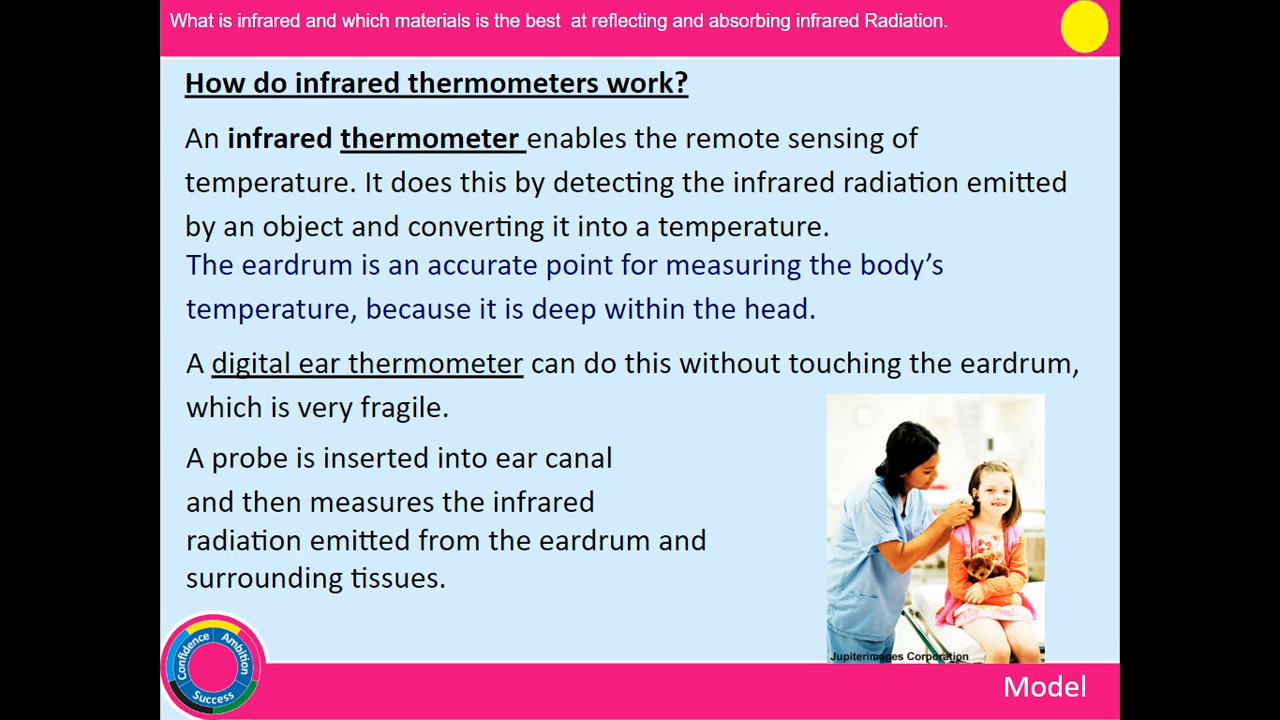 What is infrared and which materials is the best  at reflecting and absorbing infrared Radiation.
How do infrared thermometers work?
An infrared thermometer enables the remote sensing of
temperature. It does this by detecting the infrared radiation emitted
by an object and converting it into a temperature.
The eardrum is an accurate point for measuring the body’s
temperature, because it is deep within the head.
A digital ear thermometer can do this without touching the eardrum,
which is very fragile.
A probe is inserted into ear canal
and then measures the infrared
radiation emitted from the eardrum and
surrounding tissues.
Jupiterimages Corporation
Confidence
Ambition
Success
Model